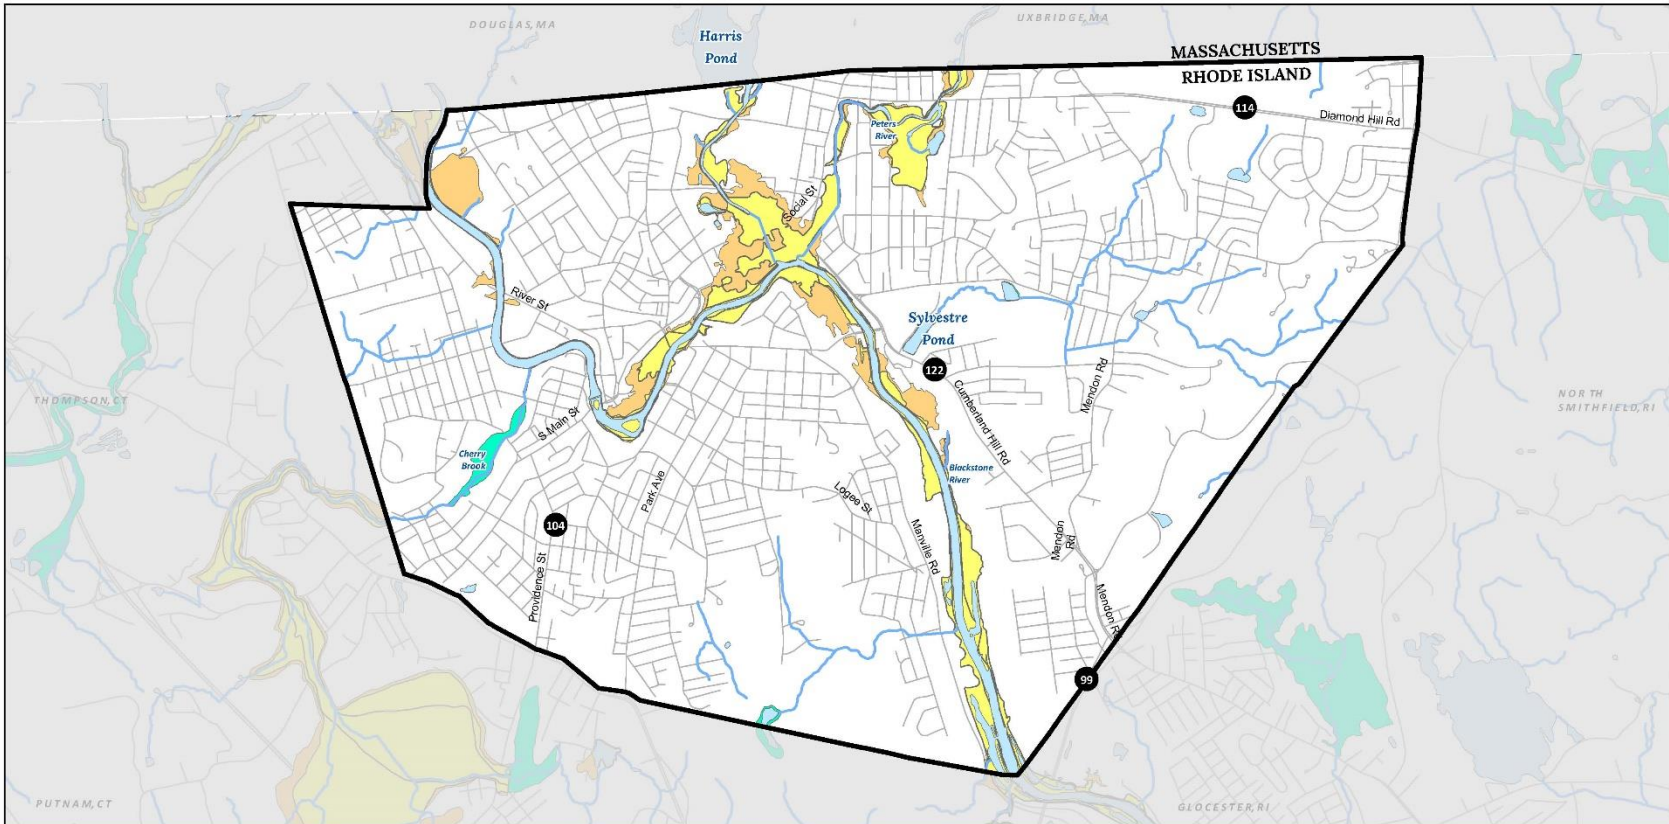 DOUGLAS,MA
UXBRIDGE,MA
Harris
Pond
MASSACHUSETTS
RHODE ISLAND
114
Diamond Hill Rd
Peters
River
Social St
River St
Sylvestre
Pond
122
Cumberland Hill Rd
Mendon Rd
THOMPSON,CT
NORTH
SMITHFIELD,RI
S Main St
Cherry
Brook
Blackstone
River
Park Ave
Logee St
104
Manville Rd
Mendon
Rd
Providence St
Mendon Rd
99
PUTNAM,CT
GLOCESTER,RI